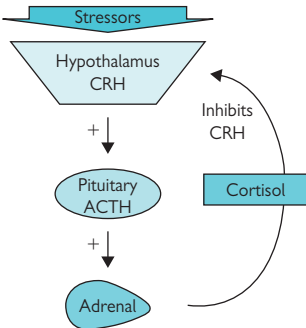 Stressors
Hypothalamus
CRH
Inhibits
CRH
+
Pituitary
ACTH
Cortisol
+
Adrenal